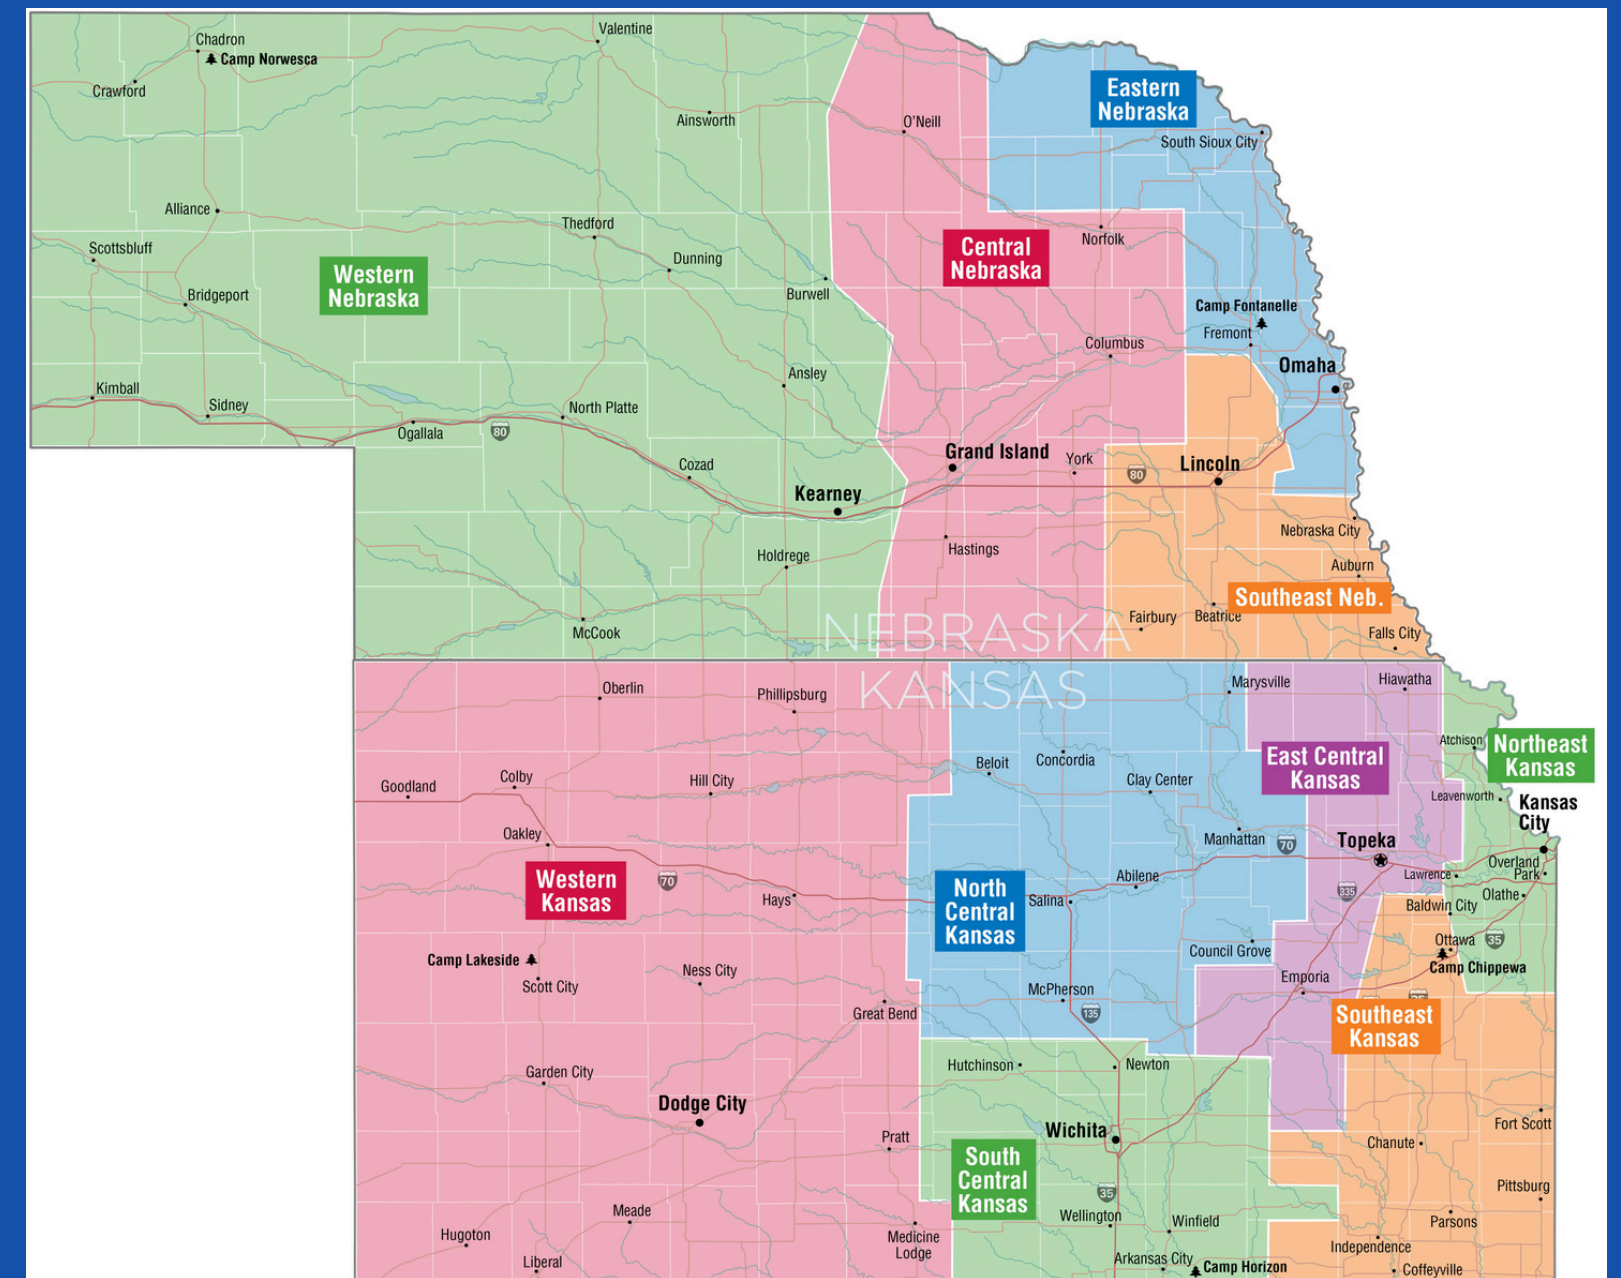 Valentine
Chadron
Camp Norwesca
Crawford
Ainsworth
O'Neill
Eastern
Nebraska
South Sioux City
Alliance
Thedford
Norfolk
Scottsbluff
Central
Nebraska
Dunning
Western
Nebraska
Burwell
Bridgeport
Camp Fontanelle
Fremont
Columbus
Omaha
Ansley
Kimball
Sidney
North Platte
Ogallala
80
Grand Island
York
80
Lincoln
Cozad
Kearney
Nebraska City
Holdrege
Hastings
Auburn
Southeast Neb.
Fairbury
Beatrice
McCook
Falls City
NEBRASKA
KANSAS
Oberlin
Phillipsburg
Marysville
Hiawatha
Atchison
Northeast
Kansas
East Central
Kansas
Beloit
Concordia
Clay Center
Goodland
Colby
Hill City
Leavenworth
Kansas
City
Oakley
Manhattan
70
Topeka
Overland
Park
Western
Kansas
70
Hays
North
Central
Kansas
Salina
Abilene
335
Lawrence
Olathe
Baldwin City
Council Grove
Ottawa
35
Camp Chippewa
Camp Lakeside
Scott City
Ness City
Emporia
McPherson
135
Great Bend
35
Southeast
Kansas
Hutchinson
Newton
Garden City
Dodge City
Wichita
Fort Scott
Chanute
Pratt
South
Central
Kansas
35
Pittsburg
Meade
Wellington
Winfield
Parsons
Hugoton
Medicine
Lodge
Independence
Liberal
Arkansas City
Camp Horizon
Coffeyville